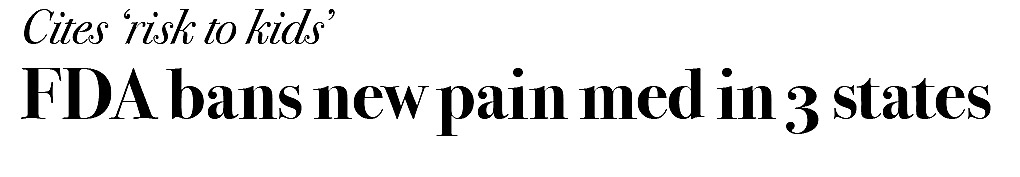 Cites ‘risk to kids’
FDA bans new pain med in 3 states